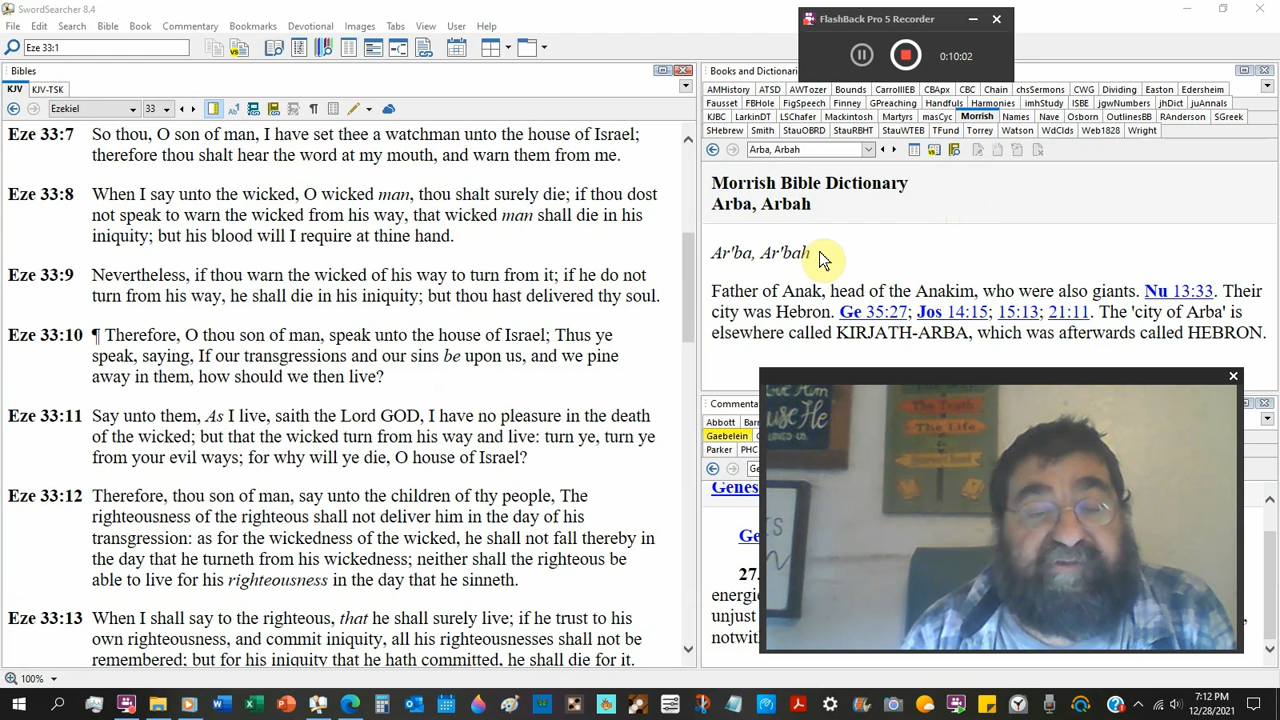 SwordSearcher 8.4
File Edit Search Book Commentary Bookmarks Devotional Images Tabs View User Help
Eze 33:1
FlashBack Pro 5 Recorder
0:10:02
Bibles
KJV KJV-TSK
Ezekiel 33
Eze 33:7 So thou, O son of man, I have set thee a watchman unto the house of Israel;
therefore thou shalt hear the word at my mouth, and warn them from me.
Eze 33:8 When I say unto the wicked, O wicked man, thou shalt surely die; if thou dost
not speak to warn the wicked from his way, that wicked man shall die in his
iniquity; but his blood will I require at thine hand.
Eze 33:9 Nevertheless, if thou warn the wicked of his way to turn from it; if he do not
turn from his way, he shall die in his iniquity; but thou hast delivered thy soul.
Eze 33:10 ¶ Therefore, O thou son of man, speak unto the house of Israel; Thus ye
speak, saying, If our transgressions and our sins be upon us, and we pine
away in them, how should we then live?
Eze 33:11 Say unto them, As I live, saith the Lord GOD, I have no pleasure in the death
of the wicked; but that the wicked turn from his way and live: turn ye, turn ye
from your evil ways; for why will ye die, O house of Israel?
Eze 33:12 Therefore, thou son of man, say unto the children of thy people, The
righteousness of the righteous shall not deliver him in the day of his
transgression: as for the wickedness of the wicked, he shall not fall thereby in
the day that he turneth from his wickedness; neither shall the righteous be
able to live for his righteousness in the day that he sinneth.
Eze 33:13 When I shall say to the righteous, that he shall surely live; if he trust to his
own righteousness, and commit iniquity, all his righteousnesses shall not be
remembered; but for his iniquity that he hath committed, he shall die for it.
100%
Books and Dictionari
AMHistory ATSD AWTozer Bounds CarrollIEB CBApx CBC Chain chsSermons CWG Dividing Easton Edersheim
Fausset FBHole FigSpeech Finney GPreaching Handfuls Harmonies imhStudy ISBE jgwNumbers jhDict juAnnals
KJBC LarkinDT LSChafer Mackintosh Martyrs masCyc Morrish Names Nave Osborn OutlinesBB RAnderson SGreek
SHebrew Smith StauOBRD StauRBHT StauWTEB TFund Torrey Watson WdClds Web1828 Wright
Arba, Arbah
Morrish Bible Dictionary
Arba, Arbah
Ar'ba, Ar'bah
Father of Anak, head of the Anakim, who were also giants. Nu 13:33. Their
city was Hebron. Ge 35:27; Jos 14:15; 15:13; 21:11. The 'city of Arba' is
elsewhere called KIRJATH-ARBA, which was afterwards called HEBRON.
Commenta
Abbott Bar
Gaebelein
Parker PHC
Ge
Genes
Ge
27.
energie
unjust
notwit
The Truth
The Life
use He
7:12 PM
12/28/2021